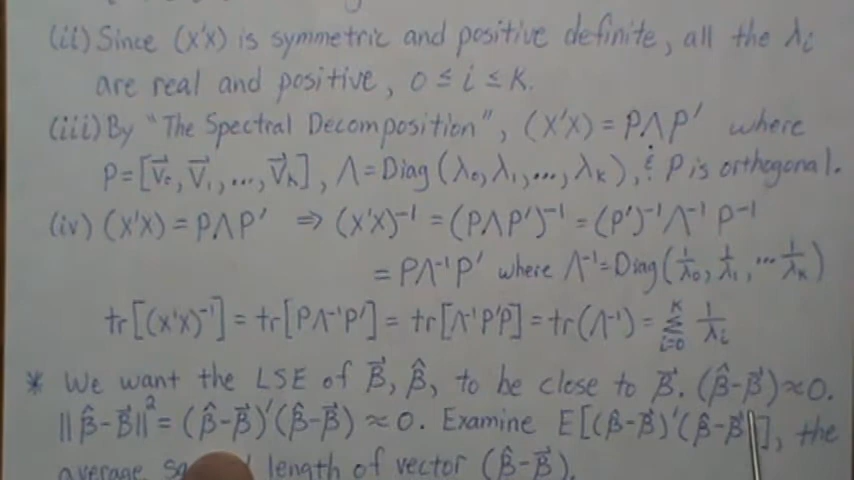 (ii) Since (X'X) is symmetric and positive definite, all the λᵢ
are real and positive, 0 ≤ i ≤ K.
(iii) By "The Spectral Decomposition", (X'X) = PΛP' where
P = [V⃗₀, V⃗₁, ..., V⃗ₖ], Λ = Diag(λ₀, λ₁, ..., λₖ), & P is orthogonal.
(iv) (X'X) = PΛP' ⇒ (X'X)⁻¹ = (PΛP')⁻¹ = (P')⁻¹Λ⁻¹P⁻¹
= PΛ⁻¹P' where Λ⁻¹ = Diag(1/λ₀, 1/λ₁, ... 1/λₖ)
tr[(X'X)⁻¹] = tr[PΛ⁻¹P'] = tr[Λ⁻¹P'P] = tr(Λ⁻¹) = Σᵢ₌₀ᴷ 1/λᵢ
* We want the LSE of β⃗, β̂, to be close to β⃗. (β̂-β⃗) ≈ 0.
||β̂-β⃗||² = (β̂-β⃗)'(β̂-β⃗) ≈ 0. Examine E[(β̂-β⃗)'(β̂-β⃗)], the
average length of vector (β̂-β⃗).